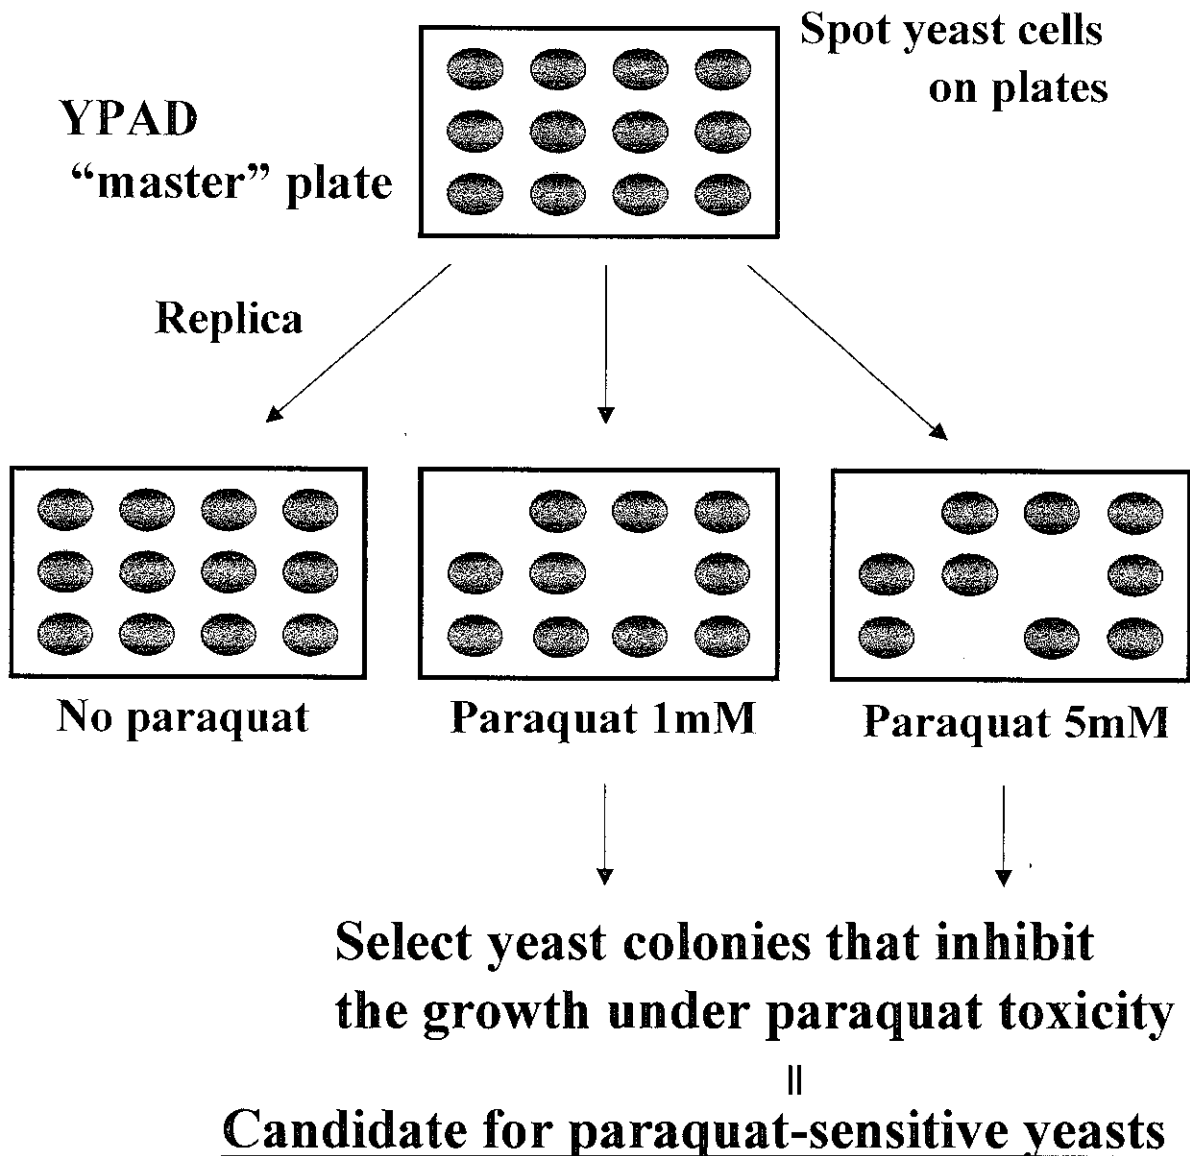 Spot yeast cells
on plates
YPAD
“master” plate
Replica
No paraquat
Paraquat 1mM
Paraquat 5mM
Select yeast colonies that inhibit
the growth under paraquat toxicity
=
Candidate for paraquat-sensitive yeasts